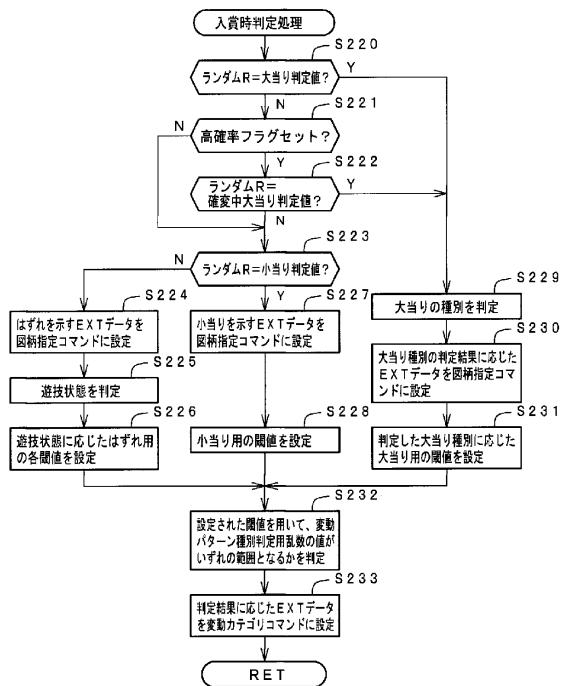 入賞時判定処理
S220
ランダムR=大当り判定値?
Y
N
S221
高確率フラグセット?
N
Y
S222
ランダムR=
確変中大当り判定値?
Y
N
S223
ランダムR=小当り判定値?
N
Y
S224
はずれを示すEXTデータを
図柄指定コマンドに設定
S225
遊技状態を判定
S226
遊技状態に応じたはずれ用
の各閾値を設定
S227
小当りを示すEXTデータを
図柄指定コマンドに設定
S228
小当り用の閾値を設定
S229
大当りの種別を判定
S230
大当り種別の判定結果に応じた
EXTデータを図柄指定コマ
ンドに設定
S231
判定した大当り種別に応じた
大当り用の閾値を設定
S232
設定された閾値を用いて、変動
パターン種別判定用乱数の値が
いずれの範囲となるかを判定
S233
判定結果に応じたEXTデータ
を変動カテゴリコマンドに設定
RET